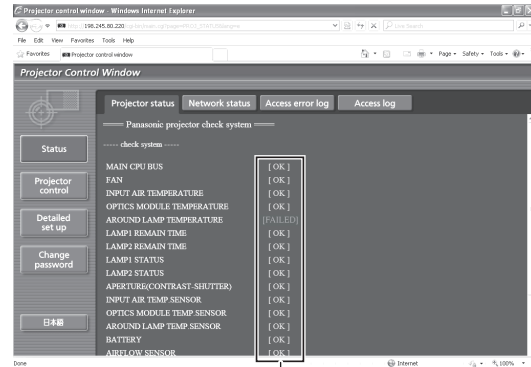 Projector control window - Windows Internet Explorer
Live Search
File Edit View Favorites Tools Help
Favorites Projector control window
Page Safety Tools
Projector Control Window
Projector status Network status Access error log Access log
Panasonic projector check system
----- check system -----
Status
Projector control
Detailed set up
Change password
日本語
MAIN CPU BUS [ OK ]
FAN [ OK ]
INPUT AIR TEMPERATURE [ OK ]
OPTICS MODULE TEMPERATURE [ OK ]
AROUND LAMP TEMPERATURE [FAILED]
LAMP1 REMAIN TIME [ OK ]
LAMP2 REMAIN TIME [ OK ]
LAMP1 STATUS [ OK ]
LAMP2 STATUS [ OK ]
APERTURE(CONTRAST-SHUTTER) [ OK ]
INPUT AIR TEMP.SENSOR [ OK ]
OPTICS MODULE TEMP.SENSOR [ OK ]
AROUND LAMP TEMP.SENSOR [ OK ]
BATTERY [ OK ]
AIRFLOW SENSOR [ OK ]
Done Internet 100%